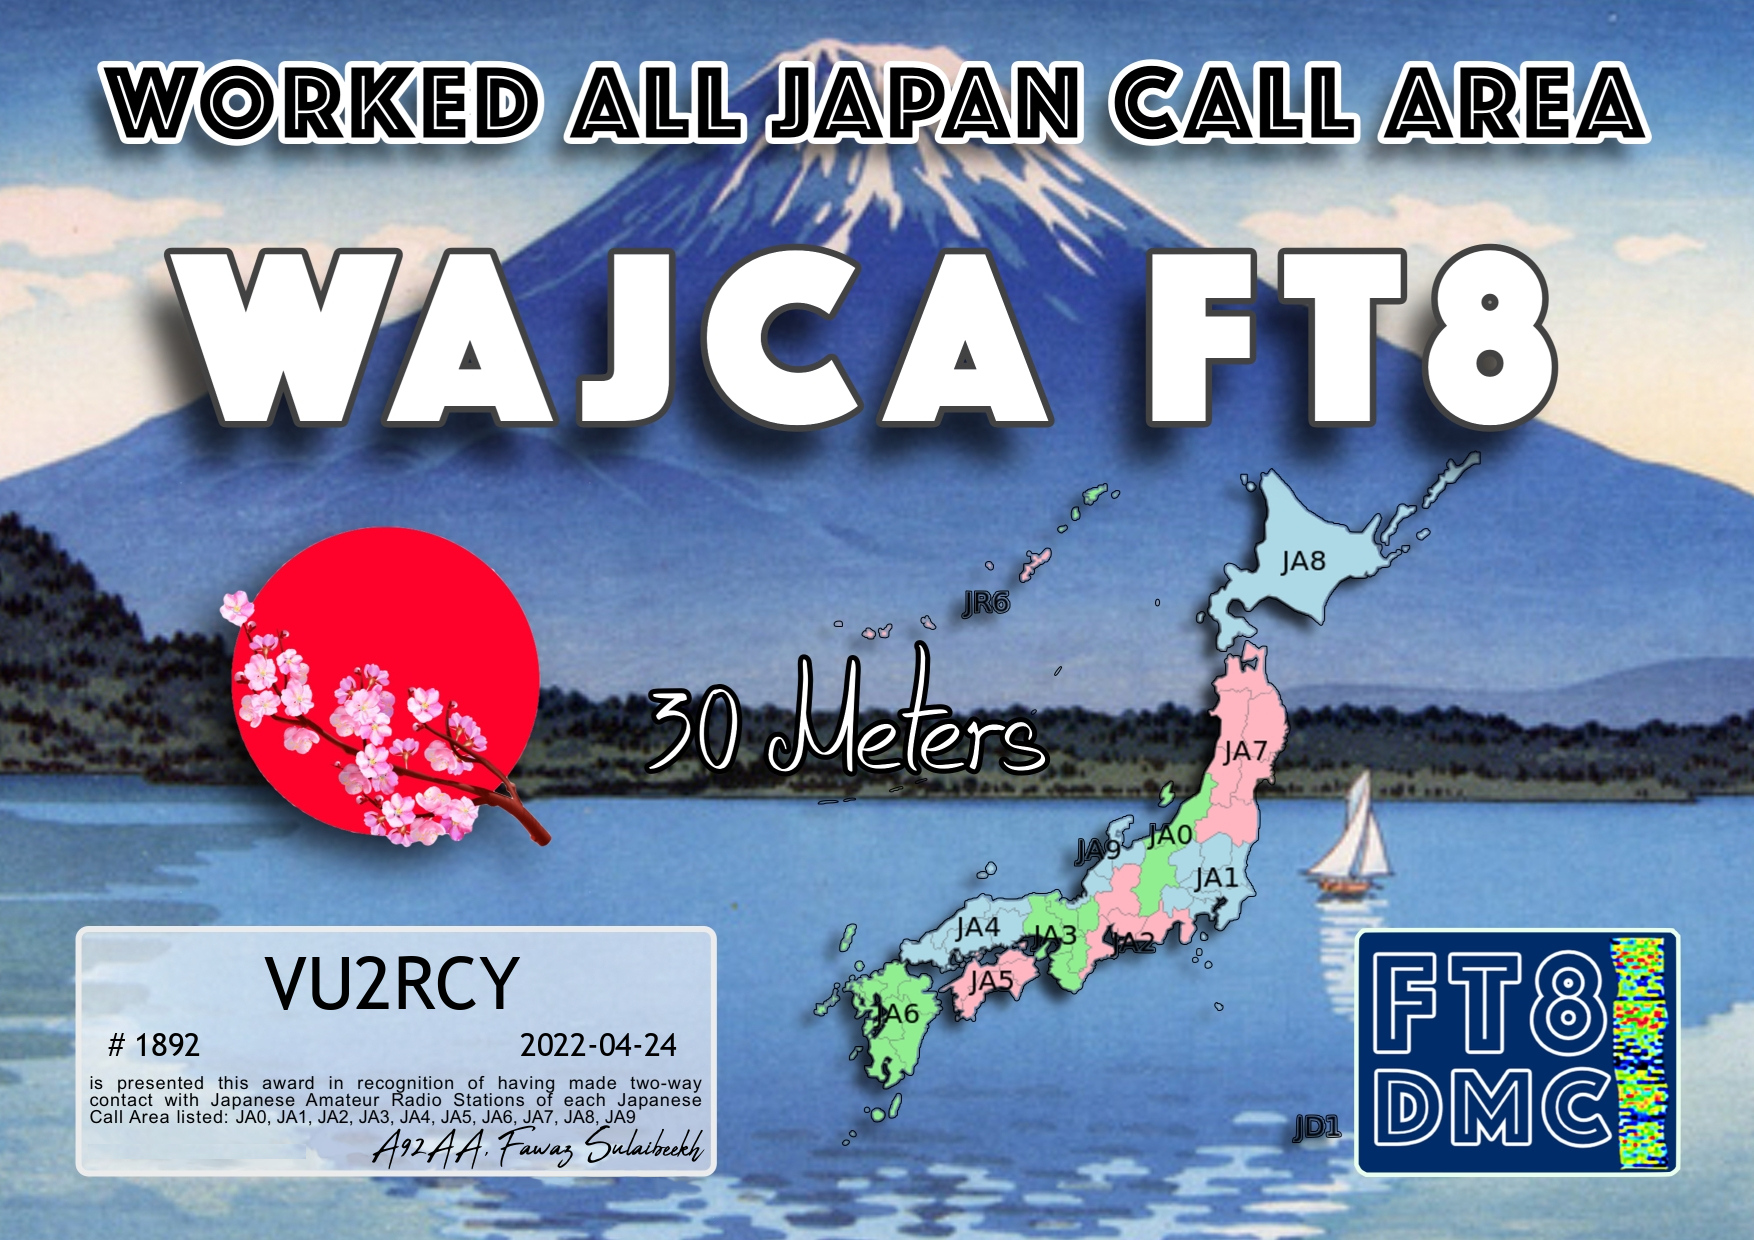 WORKED ALL JAPAN CALL AREA
WAJCA FT8
JA8
JR6
30 Meters
JA7
JA0
JA9
JA1
JA4
JA3
JA2
JA5
JA6
JD1
VU2RCY
# 1892 2022-04-24
is presented this award in recognition of having made two-way
contact with Japanese Amateur Radio Stations of each Japanese
Call Area listed: JA0, JA1, JA2, JA3, JA4, JA5, JA6, JA7, JA8, JA9
A92AA, Fawaz Sulaibeekh
FT8
DMC